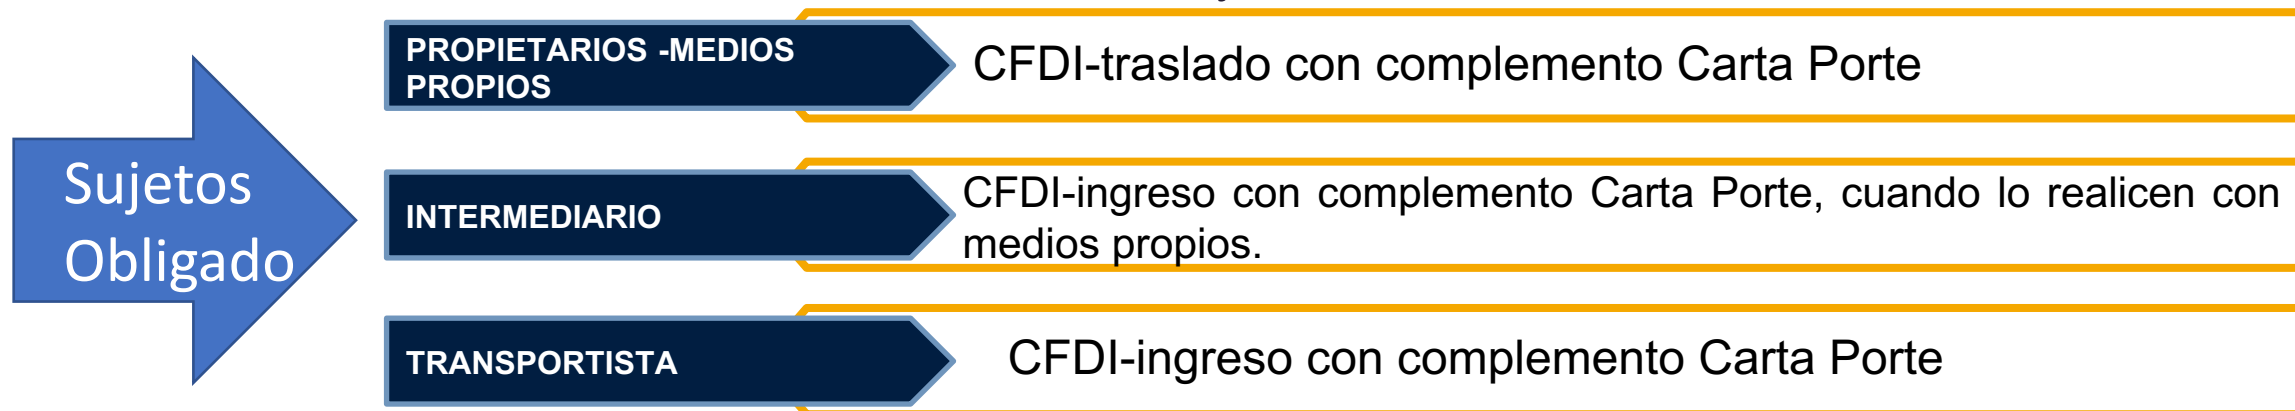 PROPIETARIOS -MEDIOS
PROPIOS
CFDI-traslado con complemento Carta Porte
Sujetos
Obligado
INTERMEDIARIO
CFDI-ingreso con complemento Carta Porte, cuando lo realicen con
medios propios.
TRANSPORTISTA
CFDI-ingreso con complemento Carta Porte